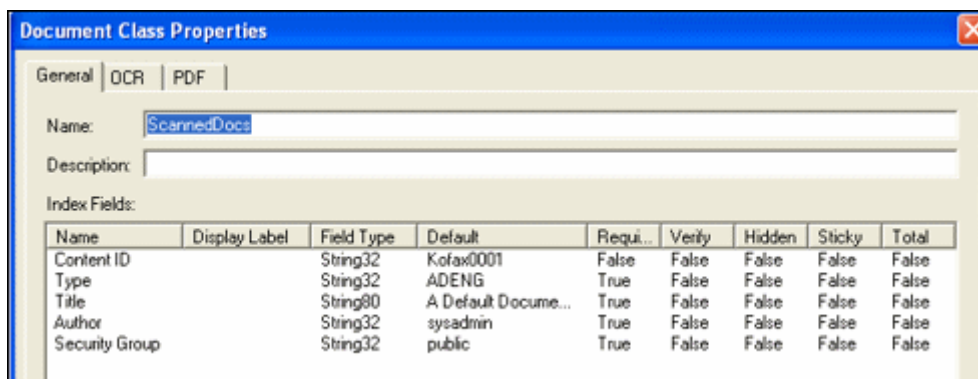 Document Class Properties
General OCR PDF
Name: ScannedDocs
Description:
Index Fields:
Name Display Label Field Type Default Requi... Verify Hidden Sticky Total
Content ID String32 Kofax0001 False False False False False
Type String32 ADENG True False False False False
Title String80 A Default Docume... True False False False False
Author String32 sysadmin True False False False False
Security Group String32 public True False False False False